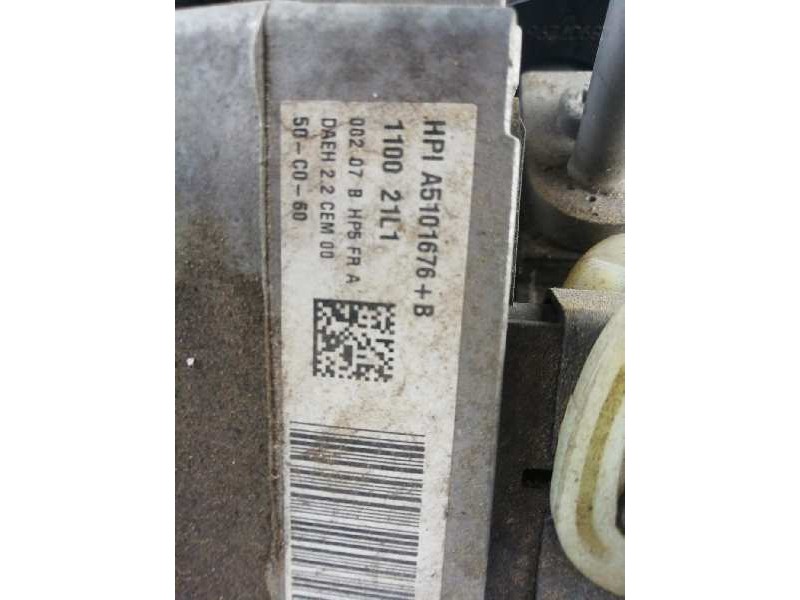 HPI A5101676+B
1100 21L1
002 07 B HP5 FR A
DAEH 2.2 CEM 00
50-C0-60